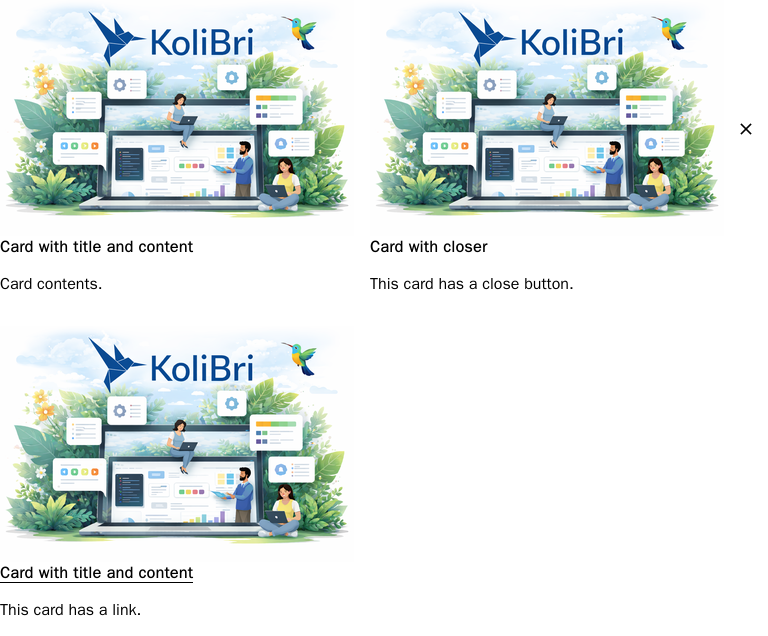 KoliBri
Card with title and content
Card contents.
KoliBri
Card with closer
This card has a close button.
KoliBri
Card with title and content
This card has a link.